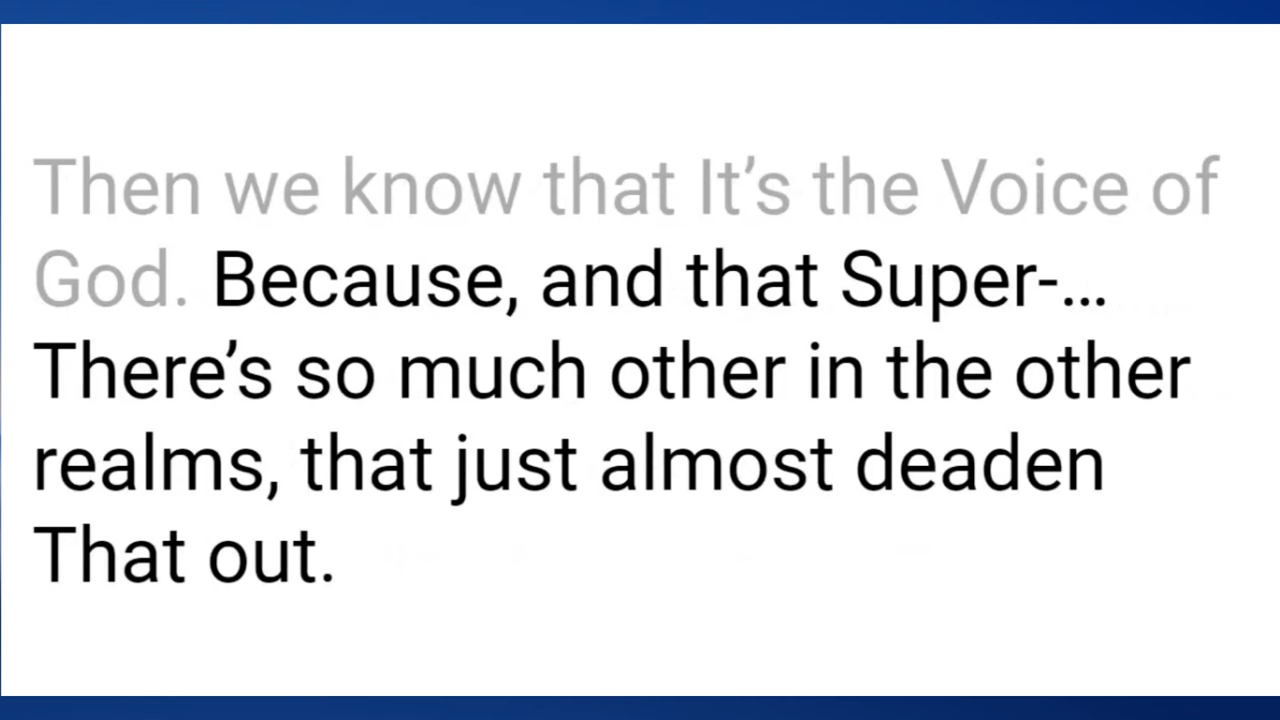 Then we know that It’s the Voice of
God. Because, and that Super-…
There’s so much other in the other
realms, that just almost deaden
That out.